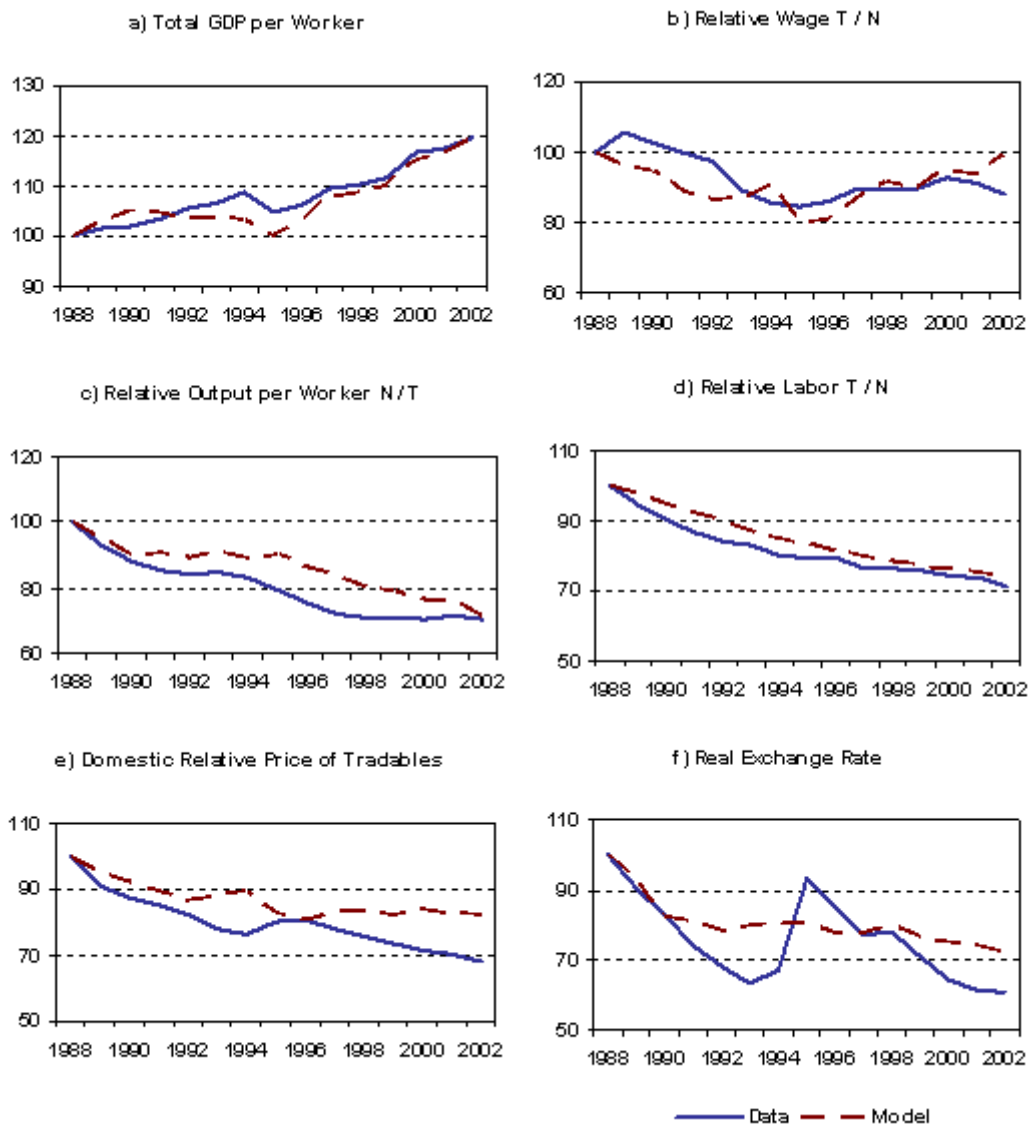 a) Total GDP per Worker
130
120
110
100
90
1988 1990 1992 1994 1996 1998 2000 2002
b) Relative Wage T / N
120
100
80
60
1988 1990 1992 1994 1996 1998 2000 2002
c) Relative Output per Worker N / T
120
100
80
60
1988 1990 1992 1994 1996 1998 2000 2002
d) Relative Labor T / N
110
90
70
50
1988 1990 1992 1994 1996 1998 2000 2002
e) Domestic Relative Price of Tradables
110
90
70
50
1988 1990 1992 1994 1996 1998 2000 2002
f) Real Exchange Rate
110
90
70
50
1988 1990 1992 1994 1996 1998 2000 2002
Data Model